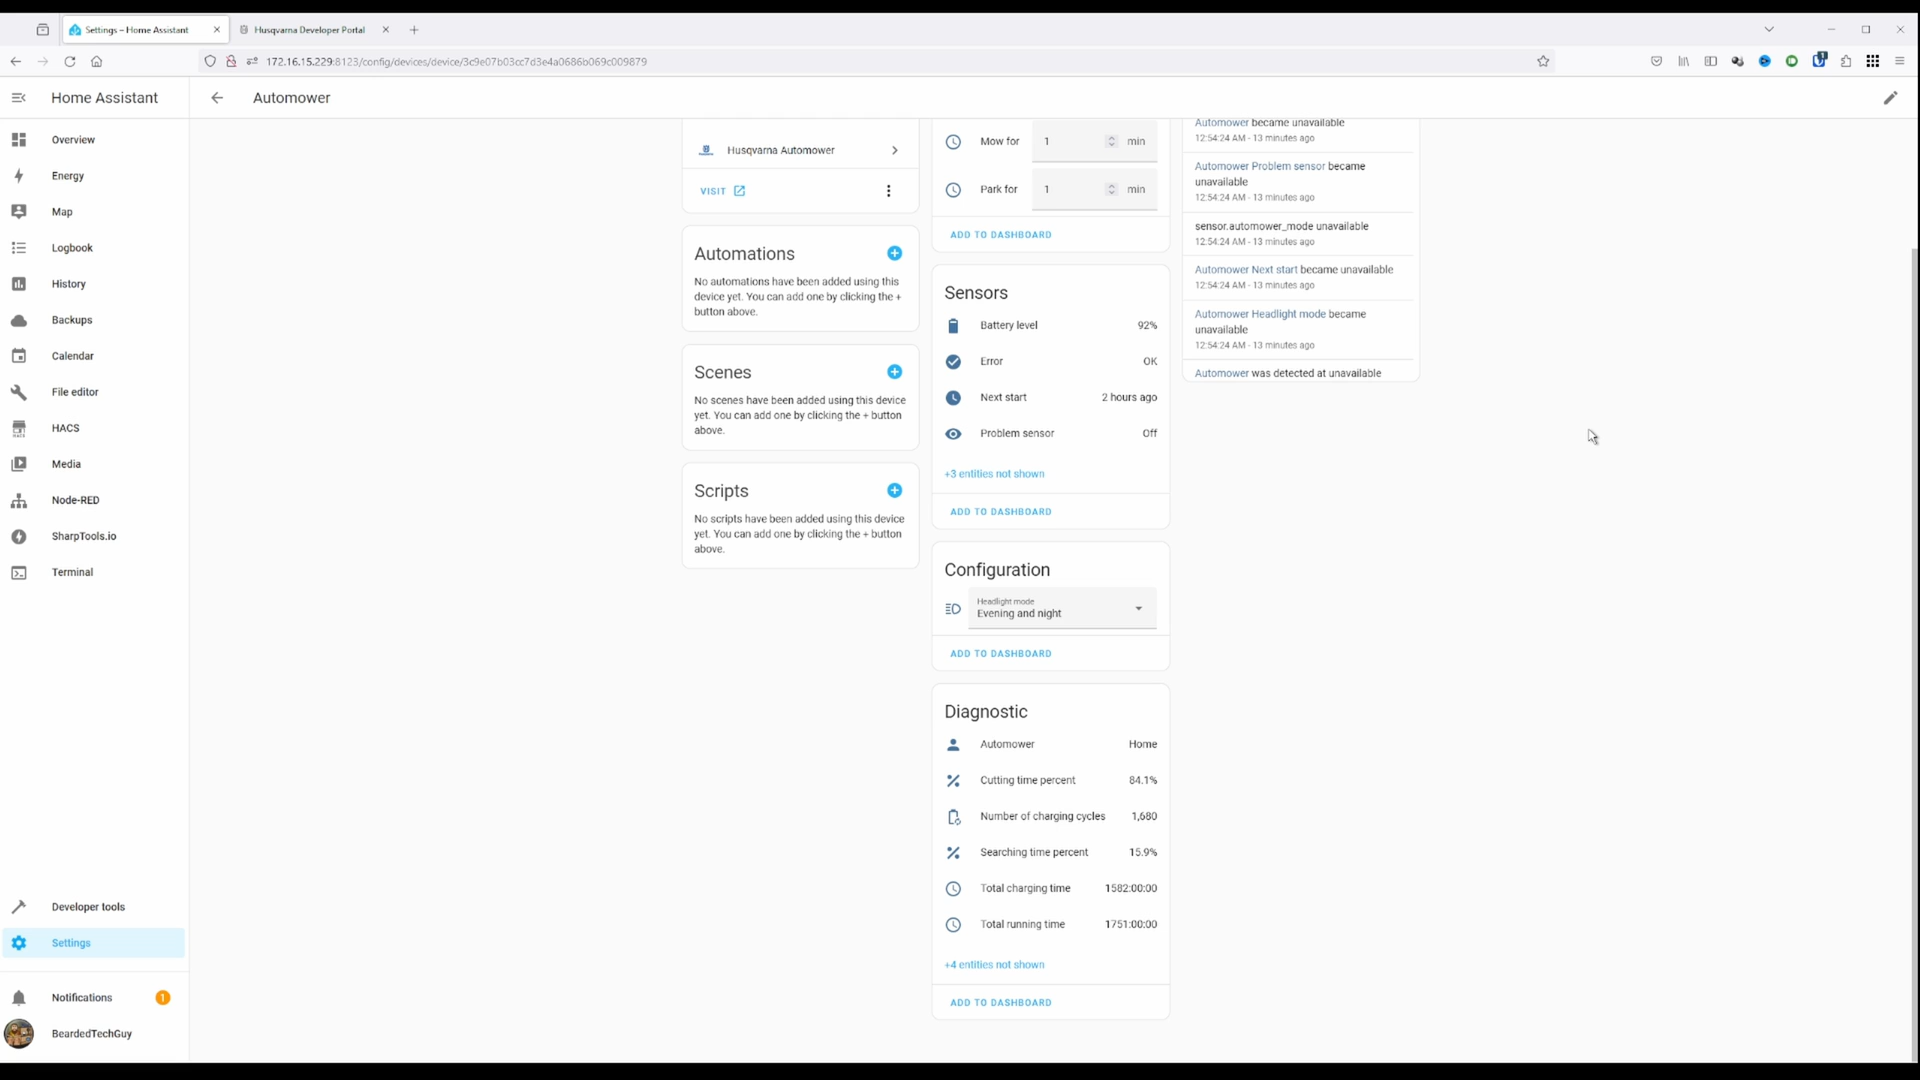 Settings – Home Assistant
Husqvarna Developer Portal
172.16.15.229:8123/config/devices/device/3c9e07b03cc7d3e4a0686b069c009879
1
Home Assistant
Automower
Overview
Energy
Map
Logbook
History
Backups
Calendar
File editor
HACS
Media
Node-RED
SharpTools.io
Terminal
Developer tools
Settings
Notifications 1
BeardedTechGuy
Husqvarna Automower
VISIT
Automations
No automations have been added using this
device yet. You can add one by clicking the +
button above.
Scenes
No scenes have been added using this device
yet. You can add one by clicking the + button
above.
Scripts
No scripts have been added using this device
yet. You can add one by clicking the + button
above.
Mow for 1 min
Park for 1 min
ADD TO DASHBOARD
Sensors
Battery level 92%
Error OK
Next start 2 hours ago
Problem sensor Off
+3 entities not shown
ADD TO DASHBOARD
Configuration
Headlight mode
Evening and night
ADD TO DASHBOARD
Diagnostic
Automower Home
Cutting time percent 84.1%
Number of charging cycles 1,680
Searching time percent 15.9%
Total charging time 1582:00:00
Total running time 1751:00:00
+4 entities not shown
ADD TO DASHBOARD
Automower became unavailable
12:54:24 AM - 13 minutes ago
Automower Problem sensor became
unavailable
12:54:24 AM - 13 minutes ago
sensor.automower_mode unavailable
12:54:24 AM - 13 minutes ago
Automower Next start became unavailable
12:54:24 AM - 13 minutes ago
Automower Headlight mode became
unavailable
12:54:24 AM - 13 minutes ago
Automower was detected at unavailable